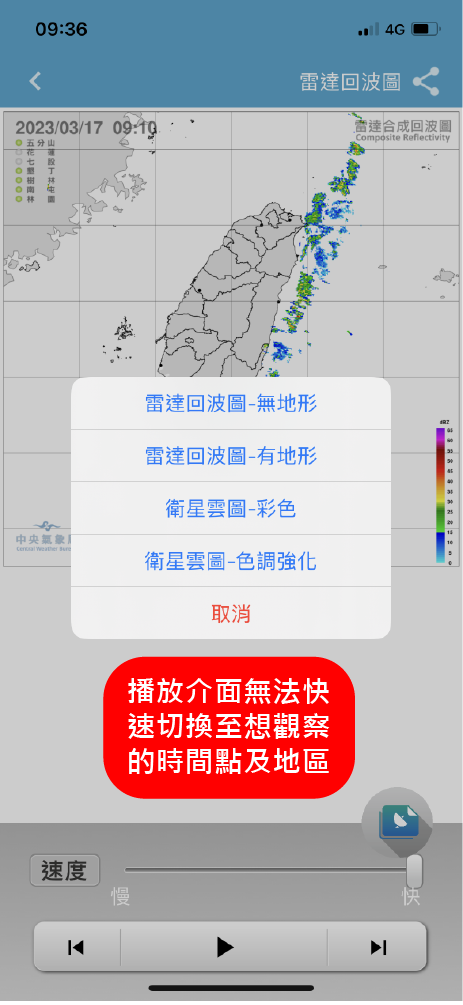 09:36
4G
雷達回波圖
2023/03/17 09:10
雷達合成回波圖
Composite Reflectivity
五分山
花蓮
七股
墾丁
樹林
南屯
林園
雷達回波圖-無地形
雷達回波圖-有地形
衛星雲圖-彩色
衛星雲圖-色調強化
取消
dBZ
65
60
55
50
45
40
35
30
25
20
15
10
5
0
中央氣象
Central Weather
播放介面無法快
速切換至想觀察
的時間點及地區
速度
慢
快